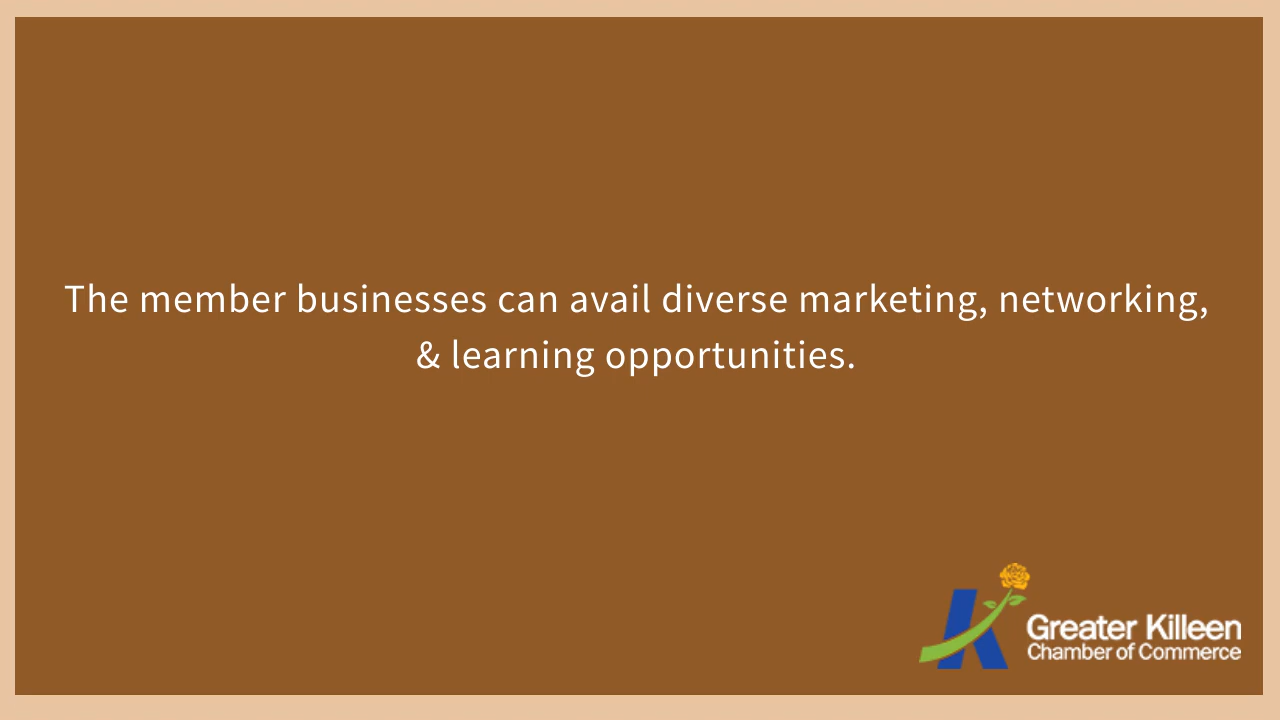 The member businesses can avail diverse marketing, networking,
& learning opportunities.
Greater Killeen
Chamber of Commerce